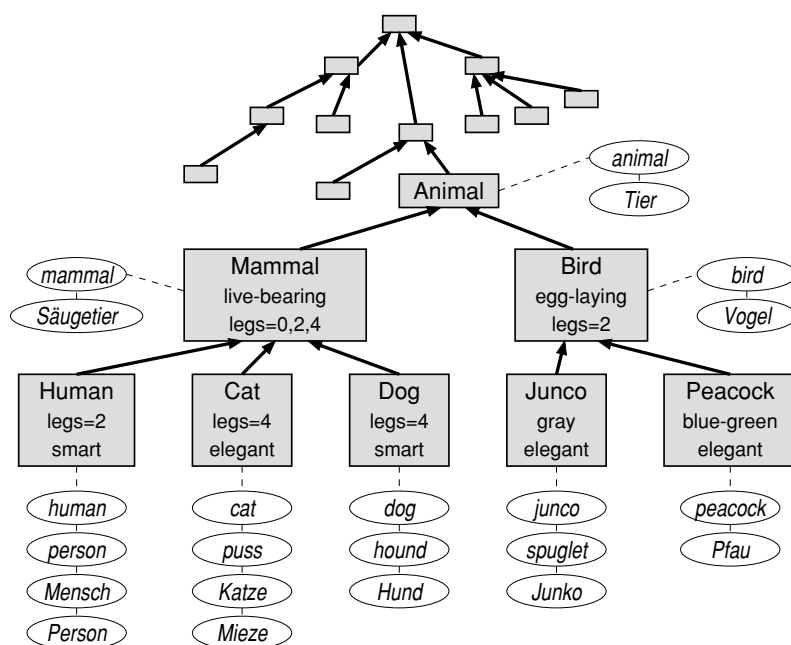 animal
Animal
Tier
mammal
Säugetier
Mammal
live-bearing
legs=0,2,4
Bird
egg-laying
legs=2
bird
Vogel
Human
legs=2
smart
Cat
legs=4
elegant
Dog
legs=4
smart
Junco
gray
elegant
Peacock
blue-green
elegant
human
person
Mensch
Person
cat
puss
Katze
Mieze
dog
hound
Hund
junco
spuglet
Junko
peacock
Pfau